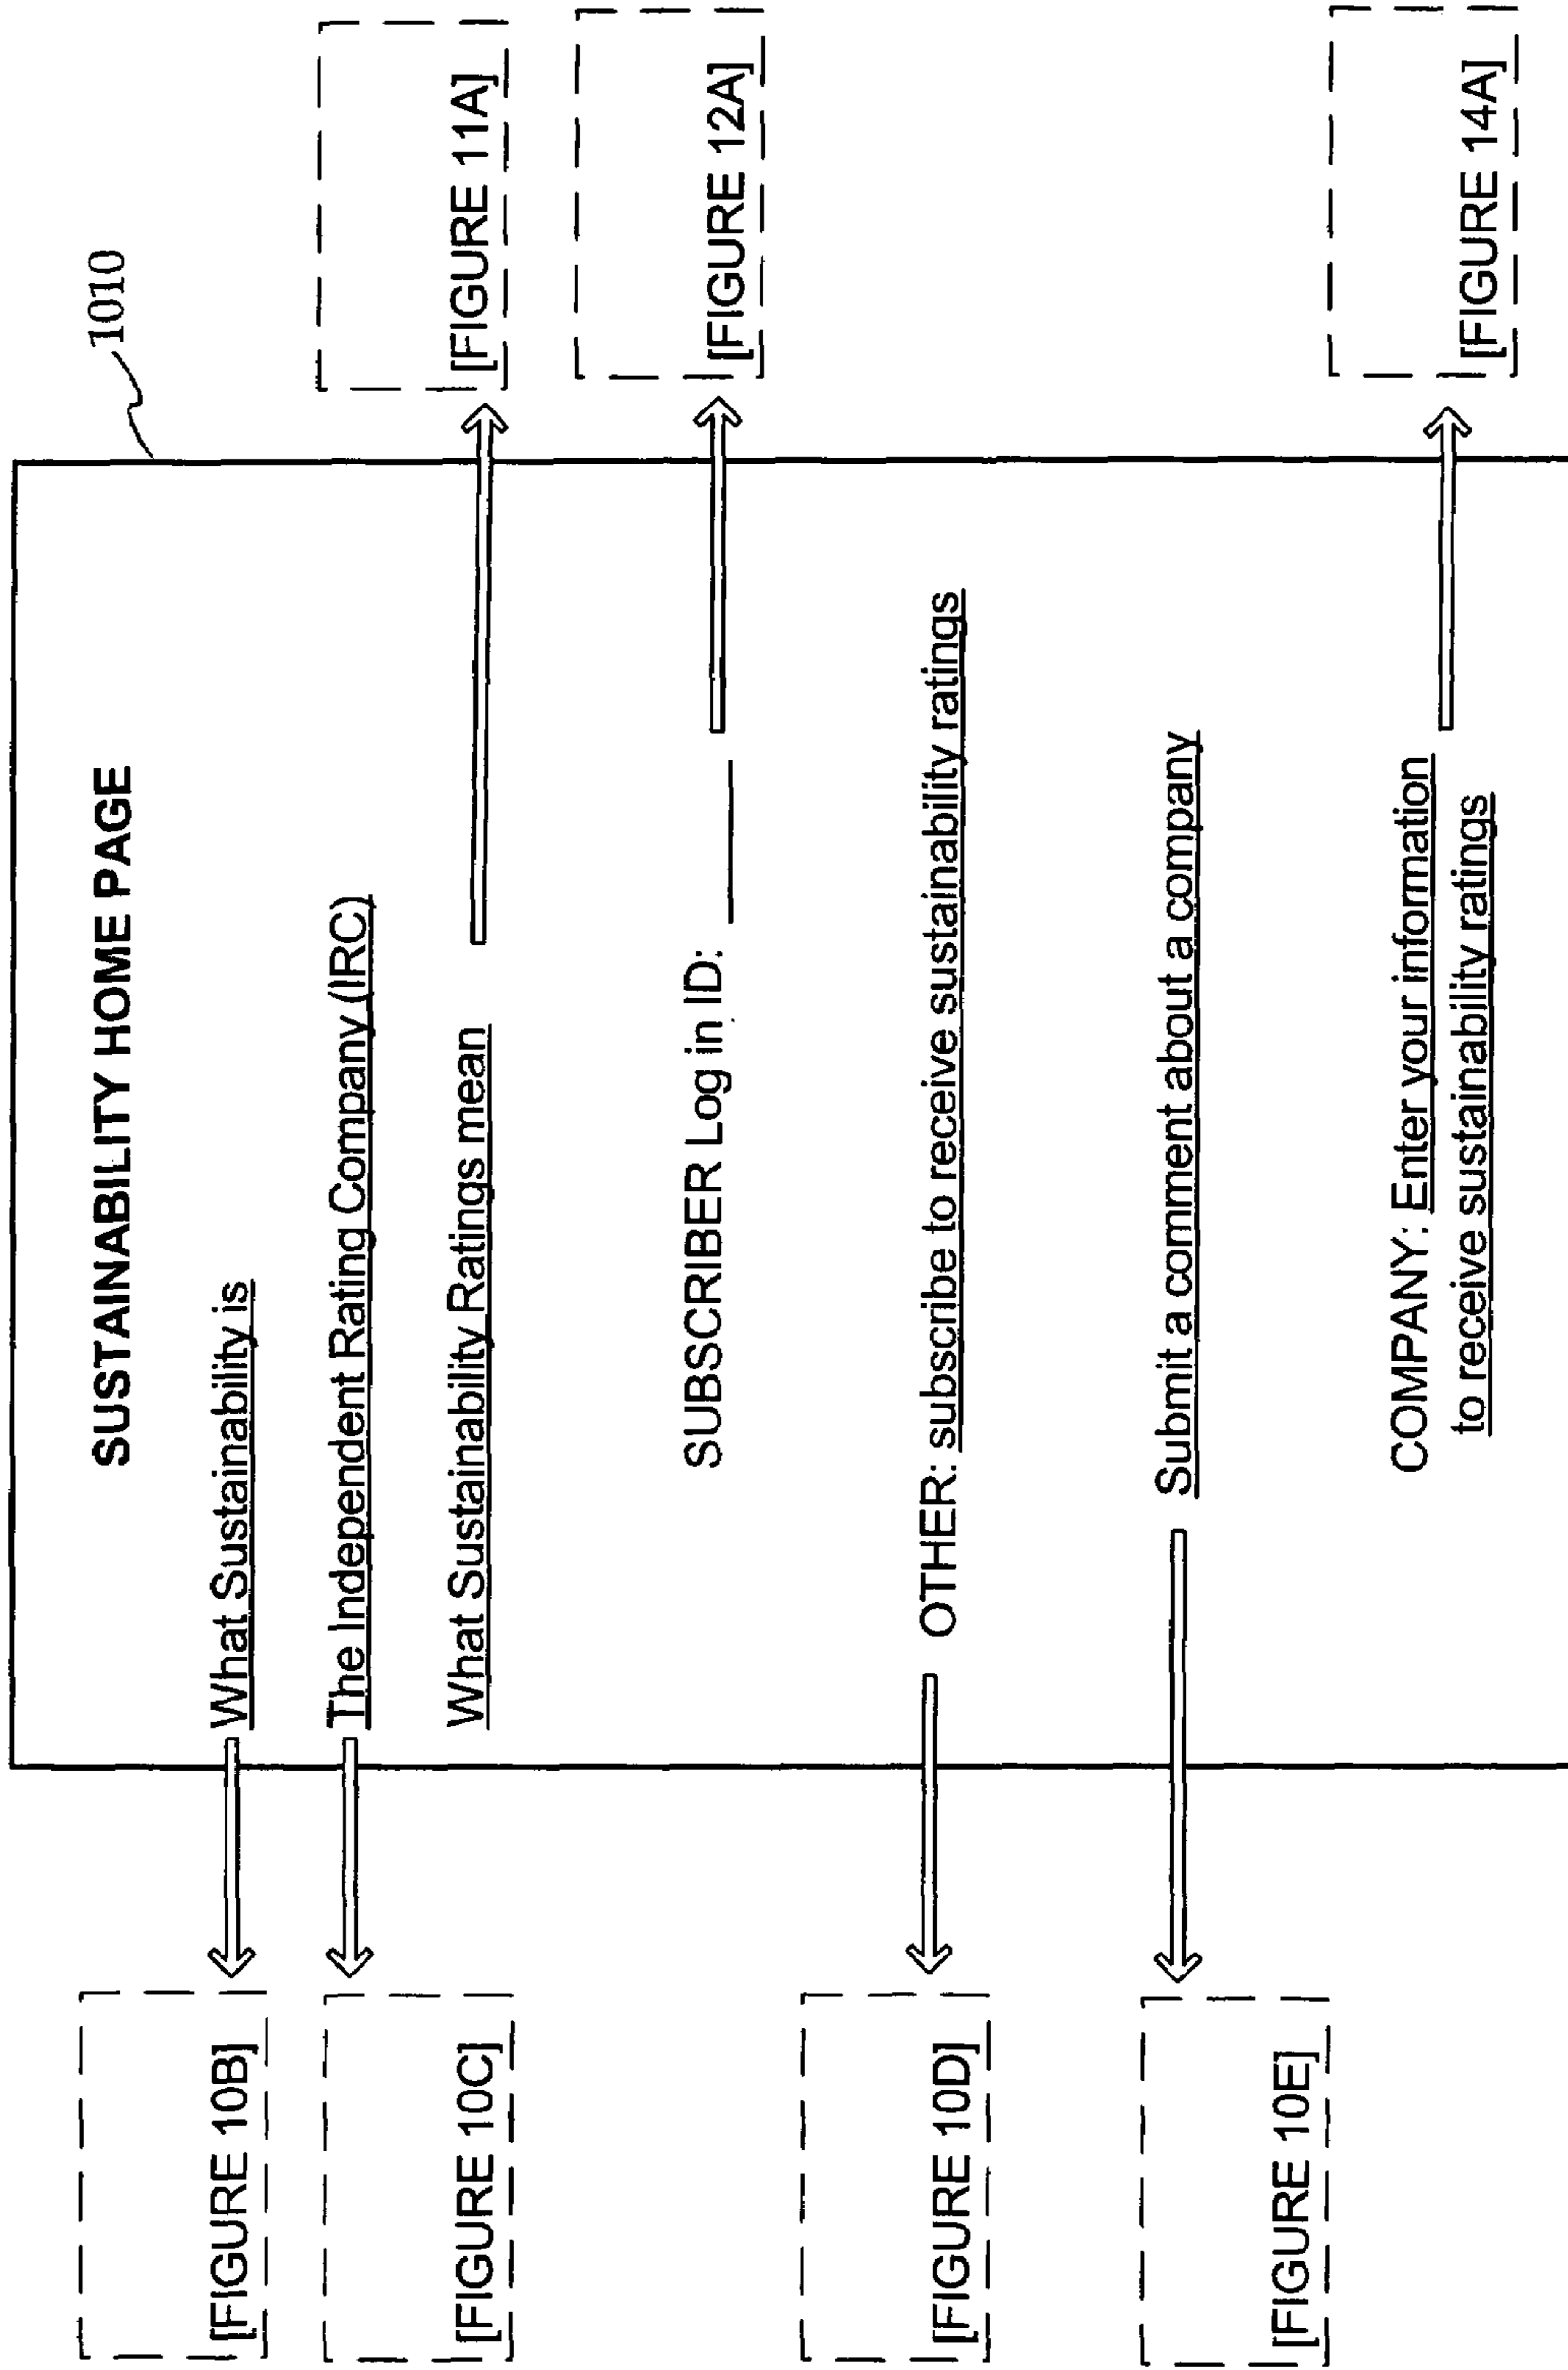 1010
SUSTAINABILITY HOME PAGE
What Sustainability is
[FIGURE 10B]
The Independent Rating Company (IRC)
[FIGURE 10C]
What Sustainability Ratings mean
[FIGURE 11A]
SUBSCRIBER Log in ID: ______
[FIGURE 12A]
OTHER: subscribe to receive sustainability ratings
[FIGURE 10D]
Submit a comment about a company
[FIGURE 10E]
COMPANY: Enter your information
to receive sustainability ratings
[FIGURE 14A]